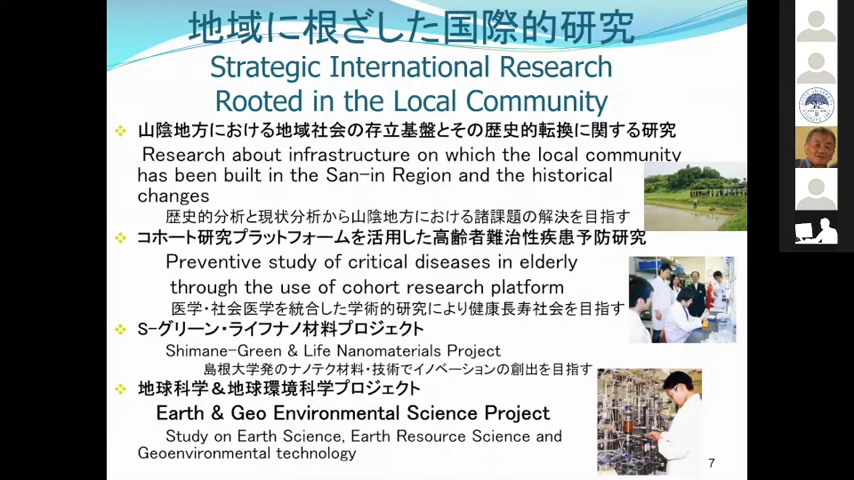 地域に根ざした国際的研究
Strategic International Research
Rooted in the Local Community
山陰地方における地域社会の存立基盤とその歴史的転換に関する研究
Research about infrastructure on which the local community
has been built in the San-in Region and the historical
changes
歴史的分析と現状分析から山陰地方における諸課題の解決を目指す
コホート研究プラットフォームを活用した高齢者難治性疾患予防研究
Preventive study of critical diseases in elderly
through the use of cohort research platform
医学・社会医学を統合した学術的研究により健康長寿社会を目指す
S-グリーン・ライフナノ材料プロジェクト
Shimane-Green & Life Nanomaterials Project
島根大学発のナノテク材料・技術でイノベーションの創出を目指す
地球科学&地球環境科学プロジェクト
Earth & Geo Environmental Science Project
Study on Earth Science, Earth Resource Science and
Geoenvironmental technology
7